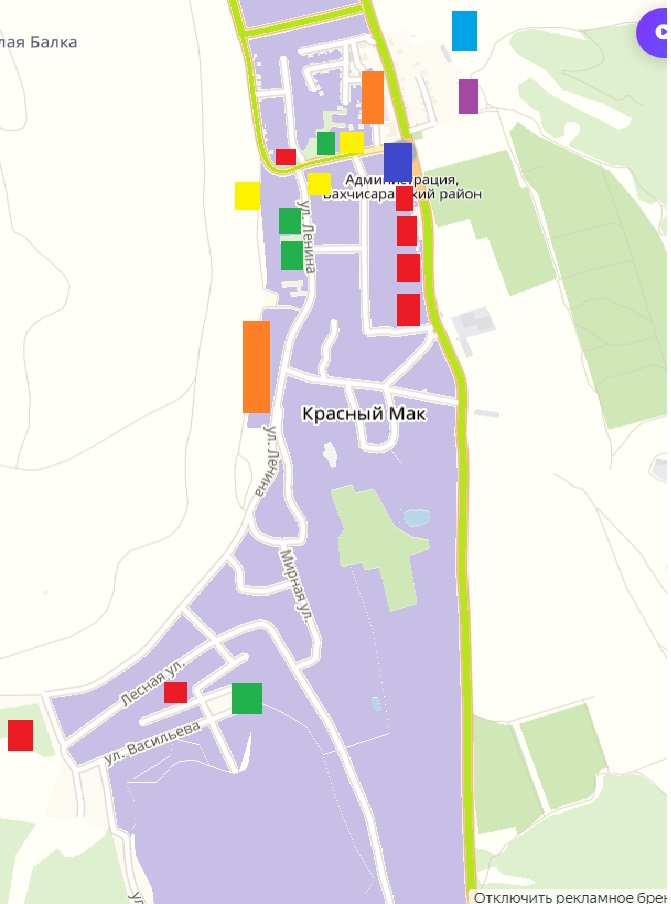 лая Балка
Администрация,
Бахчисарайский район
ул. Ленина
Красный Мак
ул. Ленина
Мирная ул.
Лесная ул.
ул. Васильева
ул.
Отключить рекламное брен